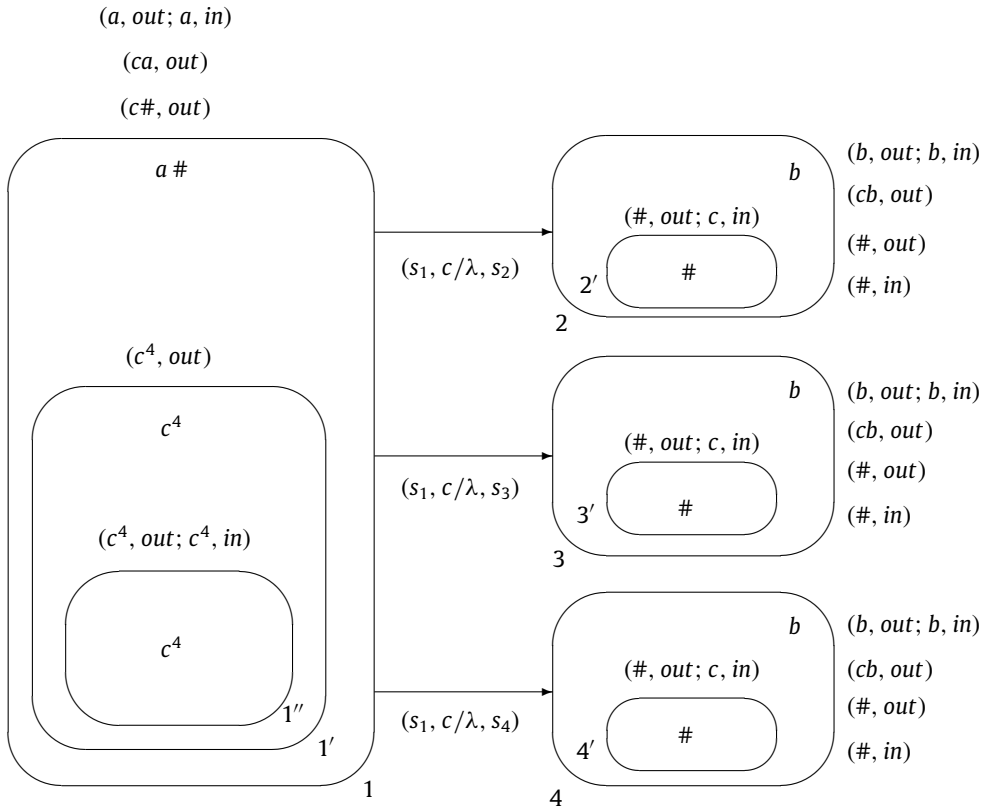 (a, out; a, in)
(ca, out)
(c#, out)
a #
(c⁴, out)
c⁴
(c⁴, out; c⁴, in)
c⁴
1′′
1′
1
(s₁, c/λ, s₂)
b
(#, out; c, in)
#
2′
2
(b, out; b, in)
(cb, out)
(#, out)
(#, in)
(s₁, c/λ, s₃)
b
(#, out; c, in)
#
3′
3
(b, out; b, in)
(cb, out)
(#, out)
(#, in)
(s₁, c/λ, s₄)
b
(#, out; c, in)
#
4′
4
(b, out; b, in)
(cb, out)
(#, out)
(#, in)